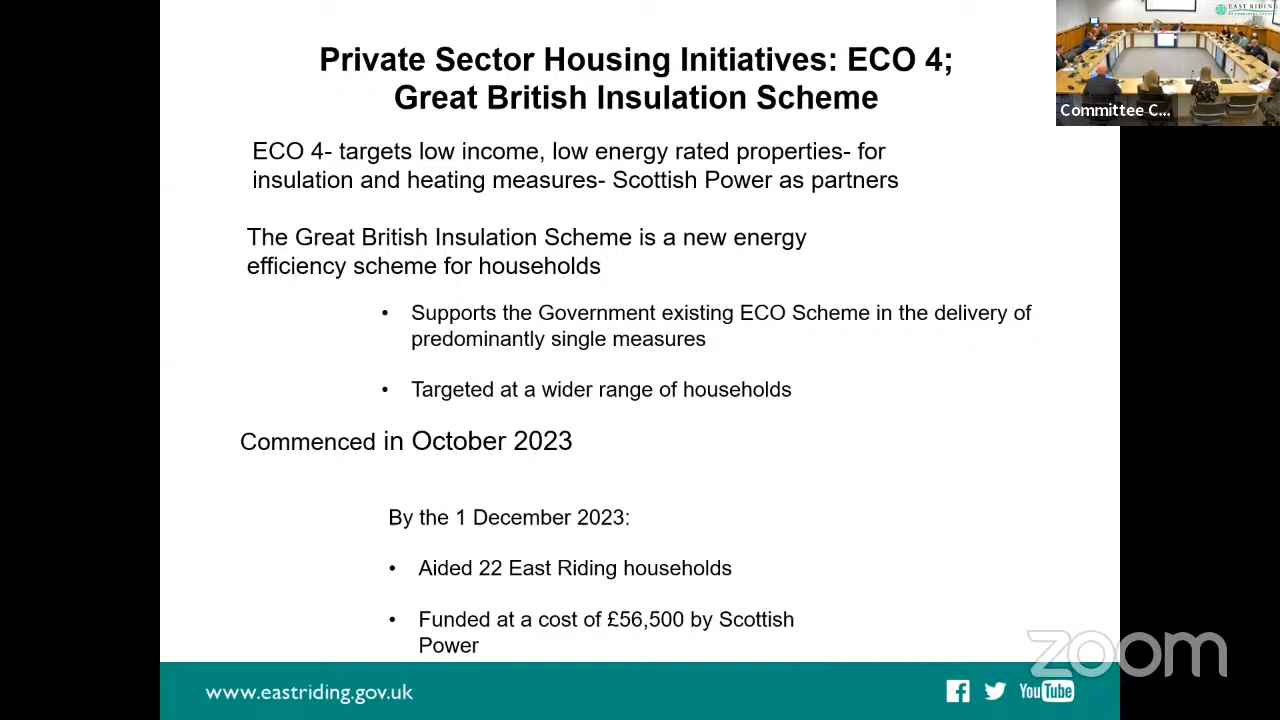 Private Sector Housing Initiatives: ECO 4;
Great British Insulation Scheme
EAST RIDING
Committee C...
ECO 4- targets low income, low energy rated properties- for
insulation and heating measures- Scottish Power as partners
The Great British Insulation Scheme is a new energy
efficiency scheme for households
• Supports the Government existing ECO Scheme in the delivery of
predominantly single measures
• Targeted at a wider range of households
Commenced in October 2023
By the 1 December 2023:
• Aided 22 East Riding households
• Funded at a cost of £56,500 by Scottish
Power
zoom
www.eastriding.gov.uk
YouTube